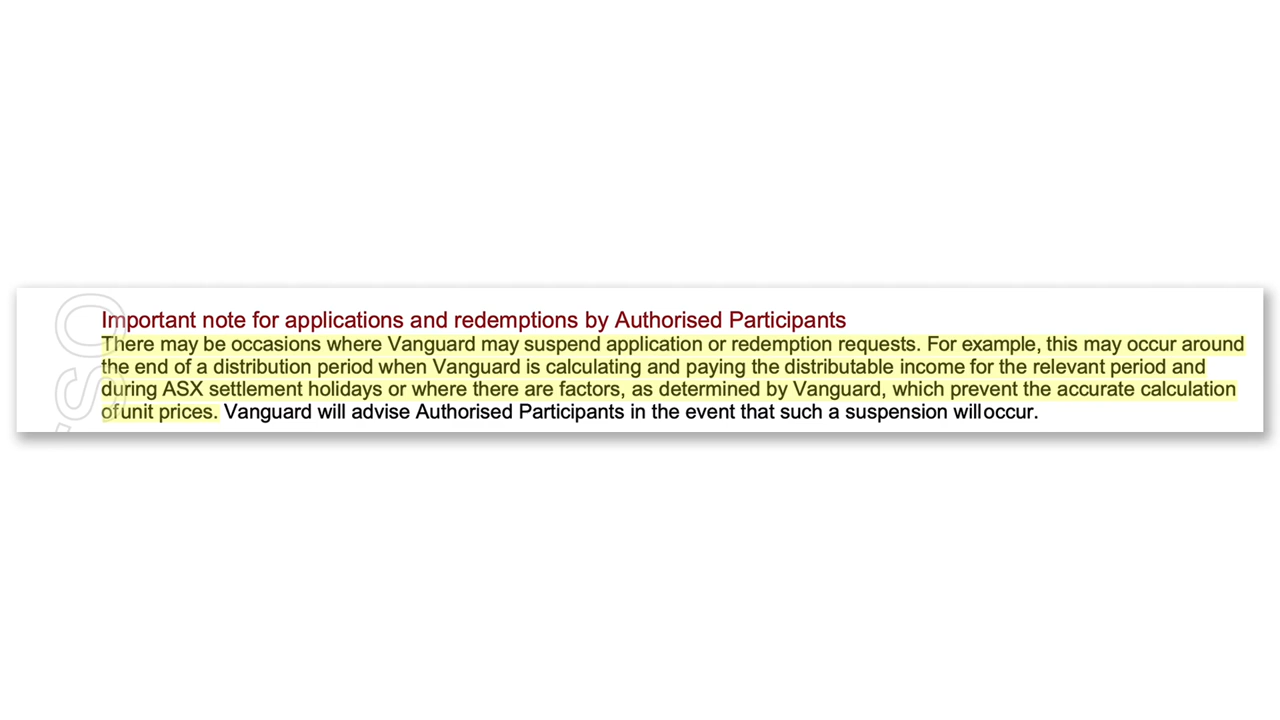 Important note for applications and redemptions by Authorised Participants
There may be occasions where Vanguard may suspend application or redemption requests. For example, this may occur around
the end of a distribution period when Vanguard is calculating and paying the distributable income for the relevant period and
during ASX settlement holidays or where there are factors, as determined by Vanguard, which prevent the accurate calculation
of unit prices. Vanguard will advise Authorised Participants in the event that such a suspension will occur.